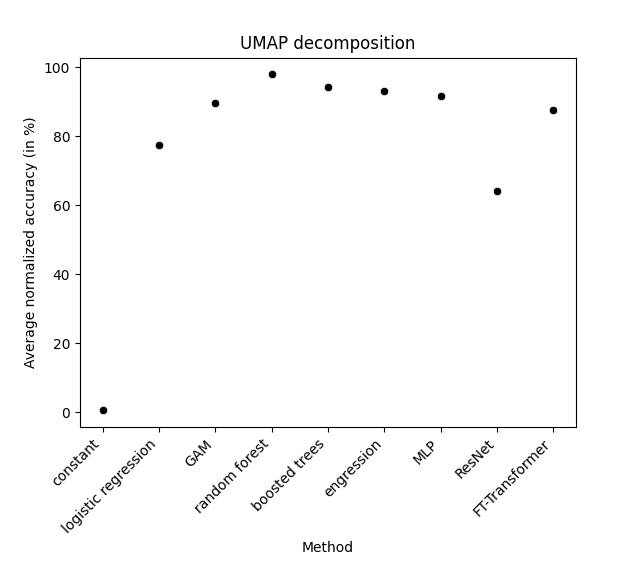 UMAP decomposition
Average normalized accuracy (in %)
100
80
60
40
20
0
constant
logistic regression
GAM
random forest
boosted trees
engression
MLP
ResNet
FT-Transformer
Method